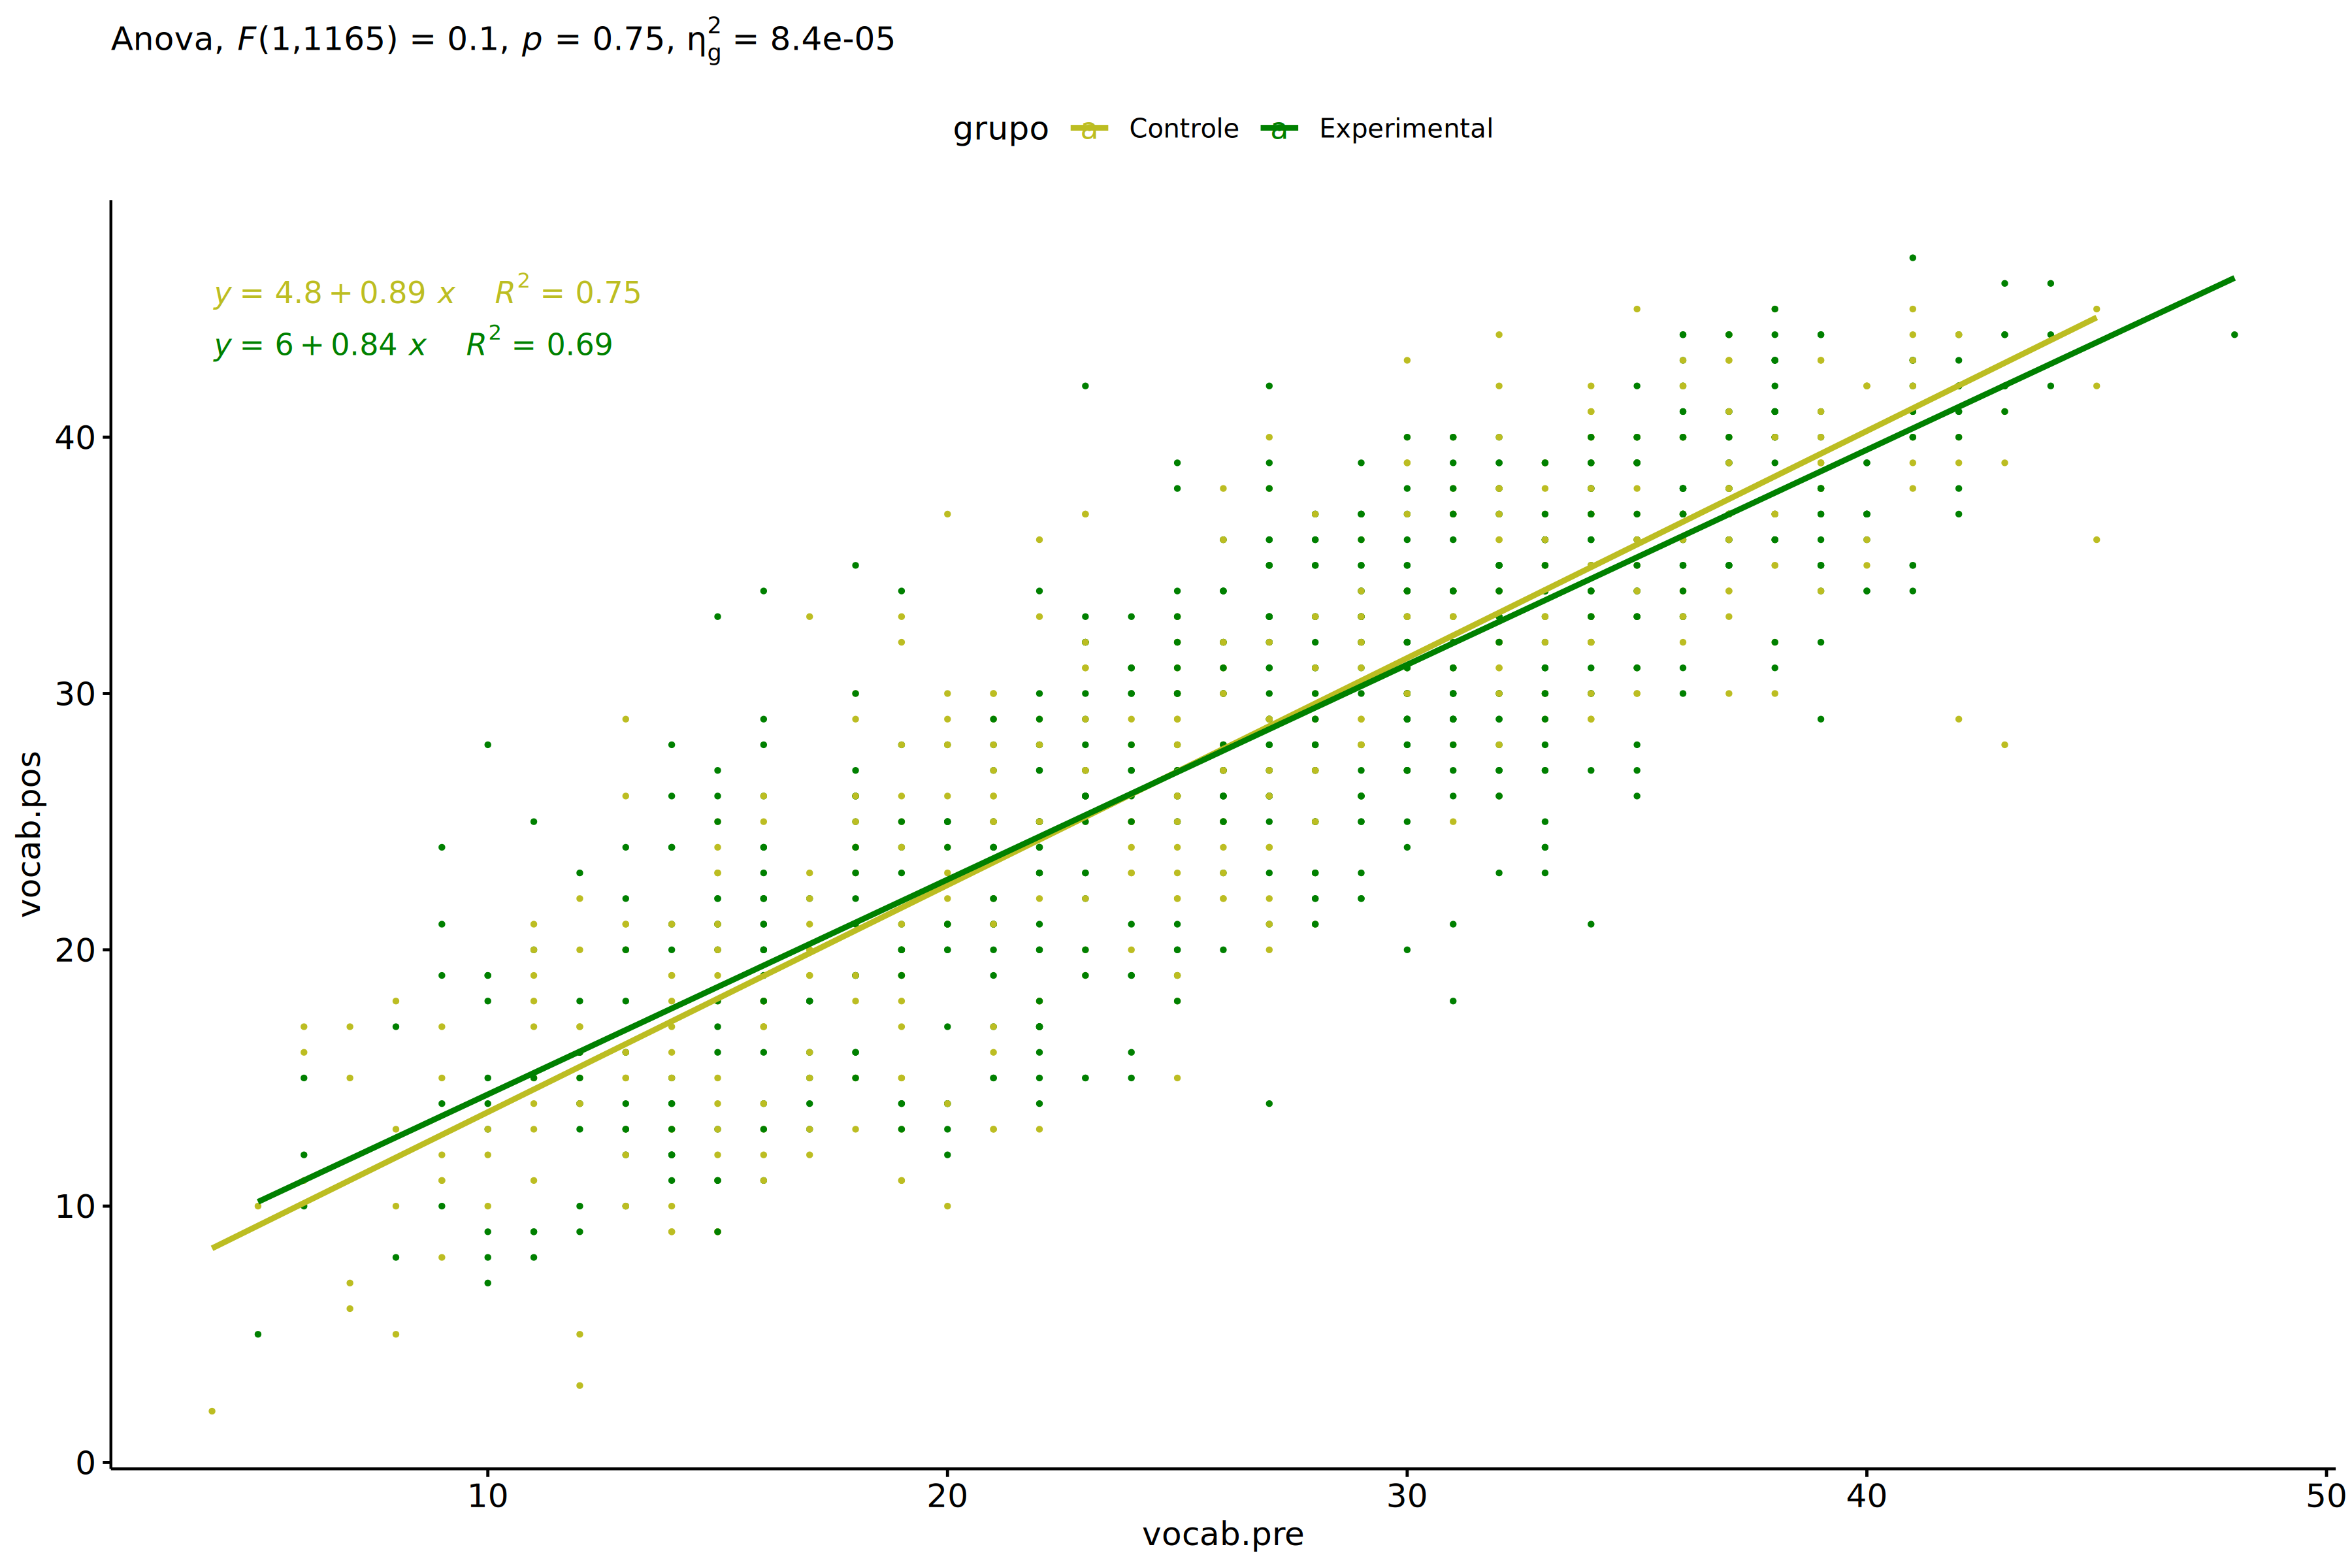 Anova, F(1,1165) = 0.1, p = 0.75, η²g = 8.4e-05
grupo a Controle a Experimental
y = 4.8 + 0.89 x R² = 0.75
y = 6 + 0.84 x R² = 0.69
40
30
20
10
0
vocab.pos
10 20 30 40 50
vocab.pre